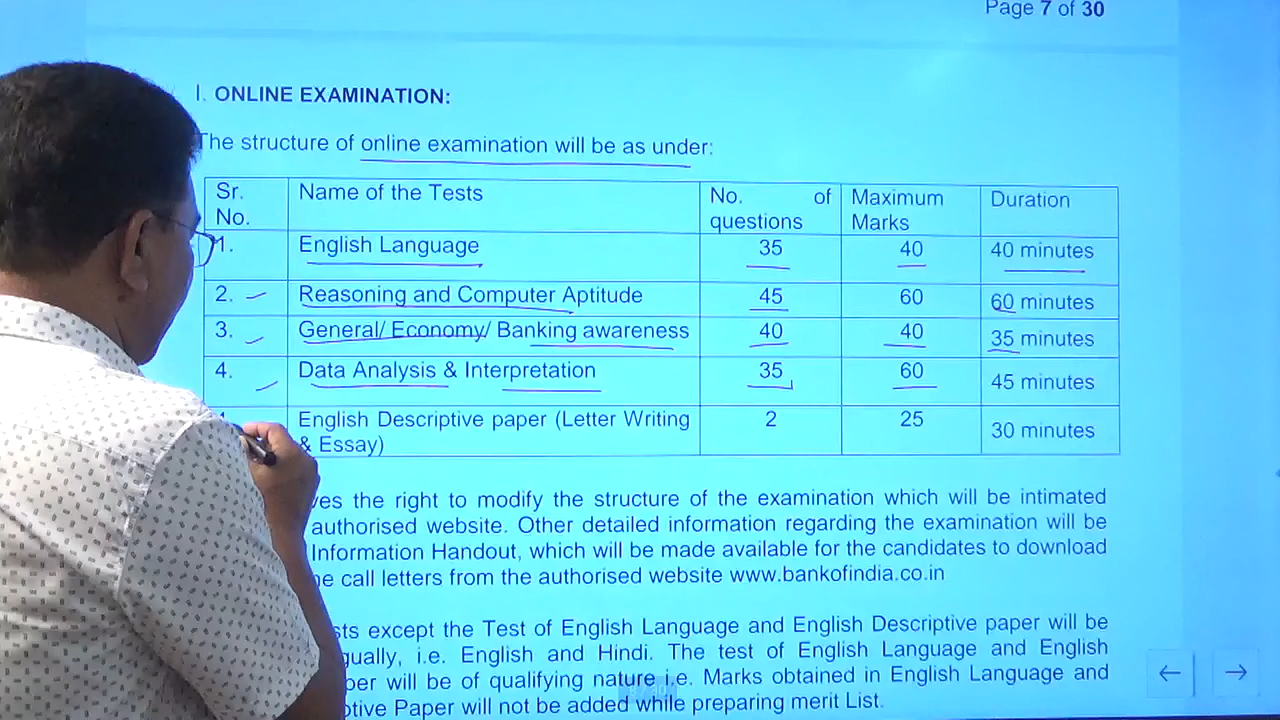 Page 7 of 30
I. ONLINE EXAMINATION:
The structure of online examination will be as under:
Sr. No. Name of the Tests No. of questions Maximum Marks Duration
1. English Language 35 40 40 minutes
2. Reasoning and Computer Aptitude 45 60 60 minutes
3. General/ Economy/ Banking awareness 40 40 35 minutes
4. Data Analysis & Interpretation 35 60 45 minutes
English Descriptive paper (Letter Writing & Essay) 2 25 30 minutes
the right to modify the structure of the examination which will be intimated
authorised website. Other detailed information regarding the examination will be
Information Handout, which will be made available for the candidates to download
call letters from the authorised website www.bankofindia.co.in
except the Test of English Language and English Descriptive paper will be
i.e. English and Hindi. The test of English Language and English
will be of qualifying nature i.e. Marks obtained in English Language and
Paper will not be added while preparing merit List.